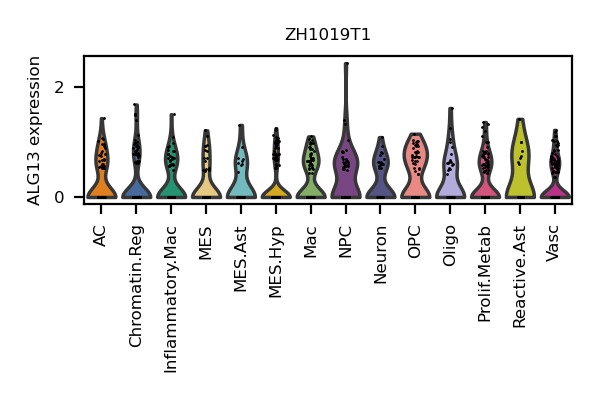 ZH1019T1
ALG13 expression
2
0
AC
Chromatin.Reg
Inflammatory.Mac
MES
MES.Ast
MES.Hyp
Mac
NPC
Neuron
OPC
Oligo
Prolif.Metab
Reactive.Ast
Vasc